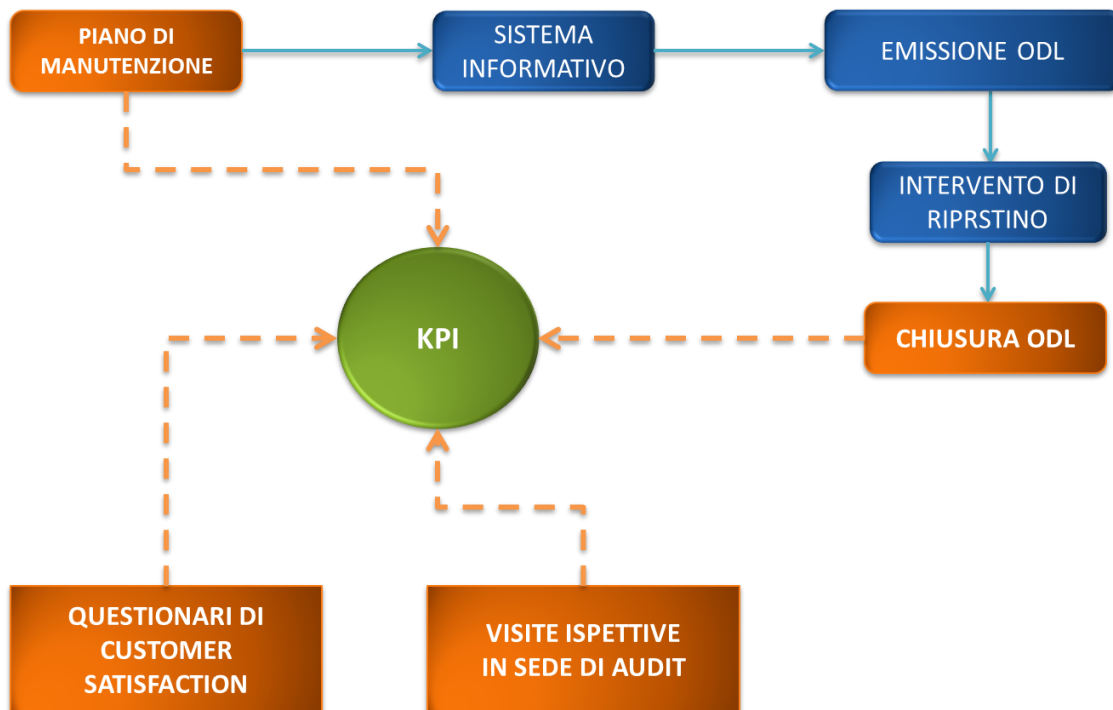 PIANO DI
MANUTENZIONE
SISTEMA
INFORMATIVO
EMISSIONE ODL
INTERVENTO DI
RIPRSTINO
KPI
CHIUSURA ODL
QUESTIONARI DI
CUSTOMER
SATISFACTION
VISITE ISPETTIVE
IN SEDE DI AUDIT